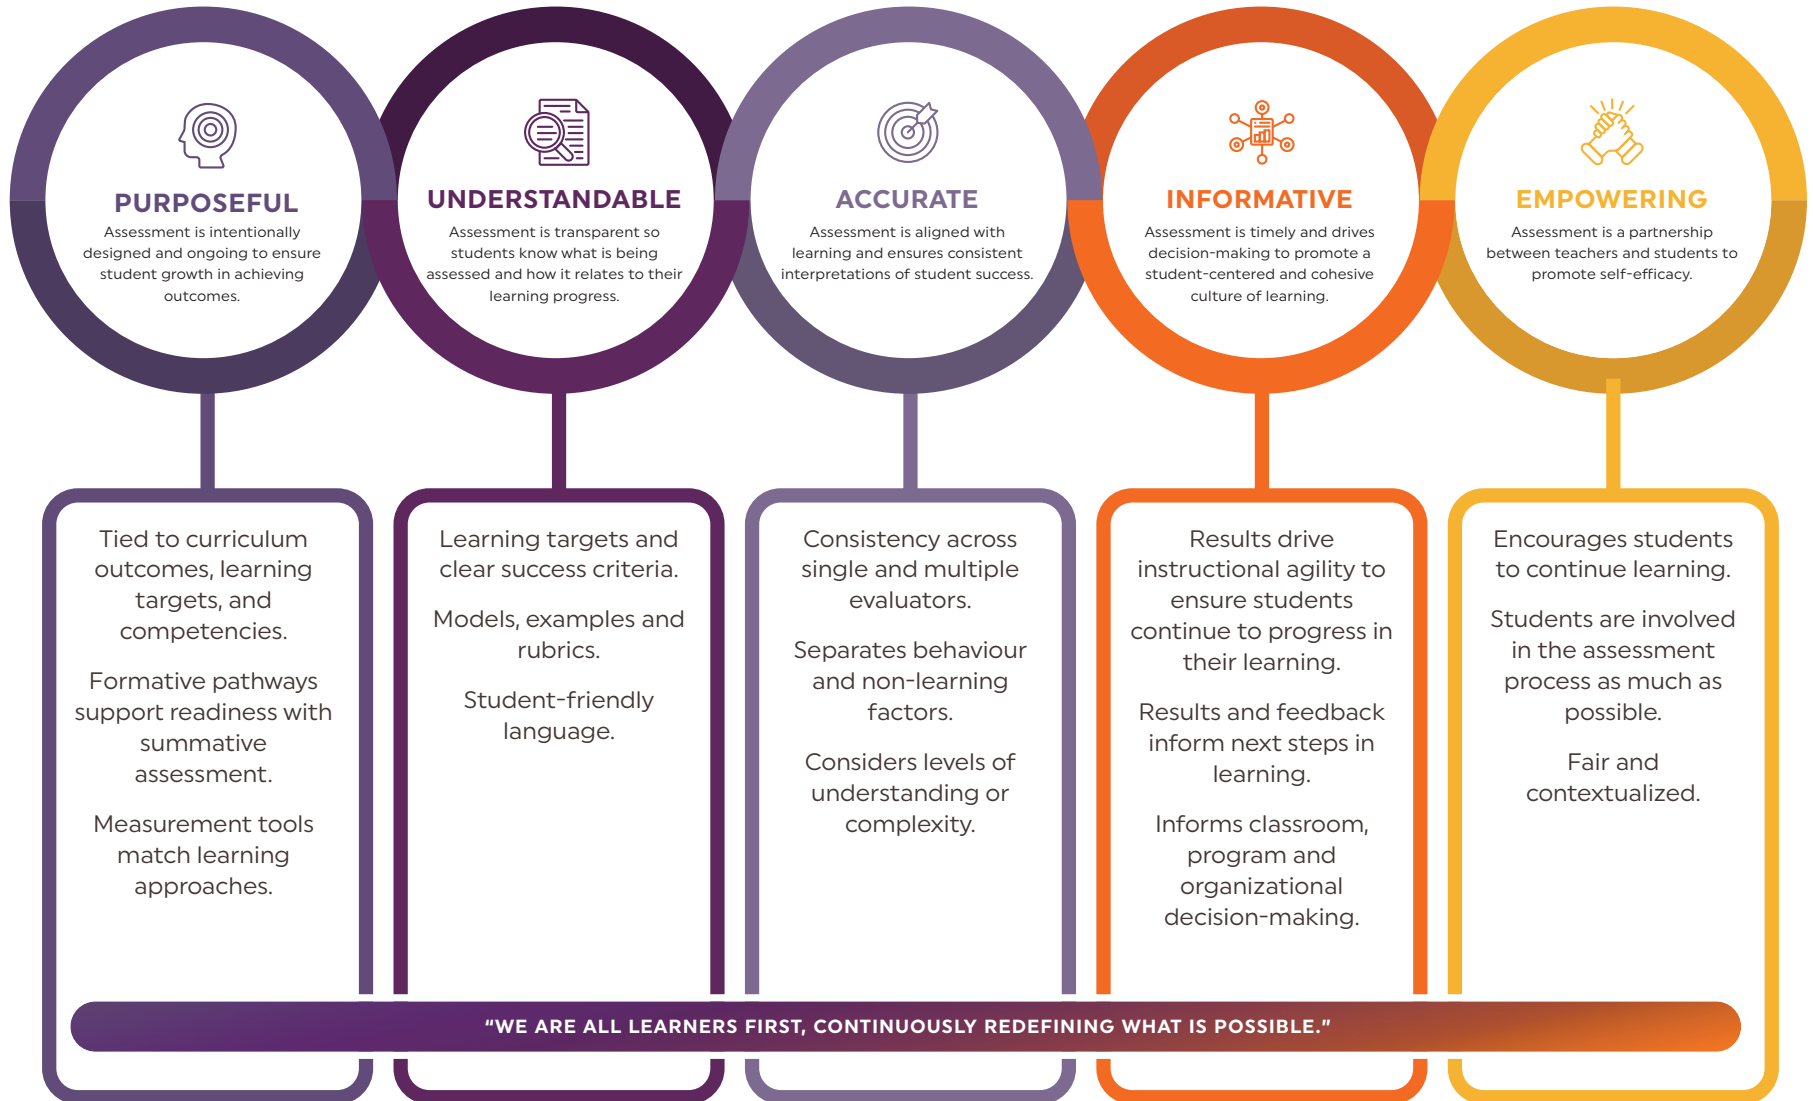 PURPOSEFUL
Assessment is intentionally
designed and ongoing to ensure
student growth in achieving
outcomes.
UNDERSTANDABLE
Assessment is transparent so
students know what is being
assessed and how it relates to their
learning progress.
ACCURATE
Assessment is aligned with
learning and ensures consistent
interpretations of student success.
INFORMATIVE
Assessment is timely and drives
decision-making to promote a
student-centered and cohesive
culture of learning.
EMPOWERING
Assessment is a partnership
between teachers and students to
promote self-efficacy.
Tied to curriculum
outcomes, learning
targets, and
competencies.
Formative pathways
support readiness with
summative
assessment.
Measurement tools
match learning
approaches.
Learning targets and
clear success criteria.
Models, examples and
rubrics.
Student-friendly
language.
Consistency across
single and multiple
evaluators.
Separates behaviour
and non-learning
factors.
Considers levels of
understanding or
complexity.
Results drive
instructional agility to
ensure students
continue to progress in
their learning.
Results and feedback
inform next steps in
learning.
Informs classroom,
program and
organizational
decision-making.
Encourages students
to continue learning.
Students are involved
in the assessment
process as much as
possible.
Fair and
contextualized.
“WE ARE ALL LEARNERS FIRST, CONTINUOUSLY REDEFINING WHAT IS POSSIBLE.”